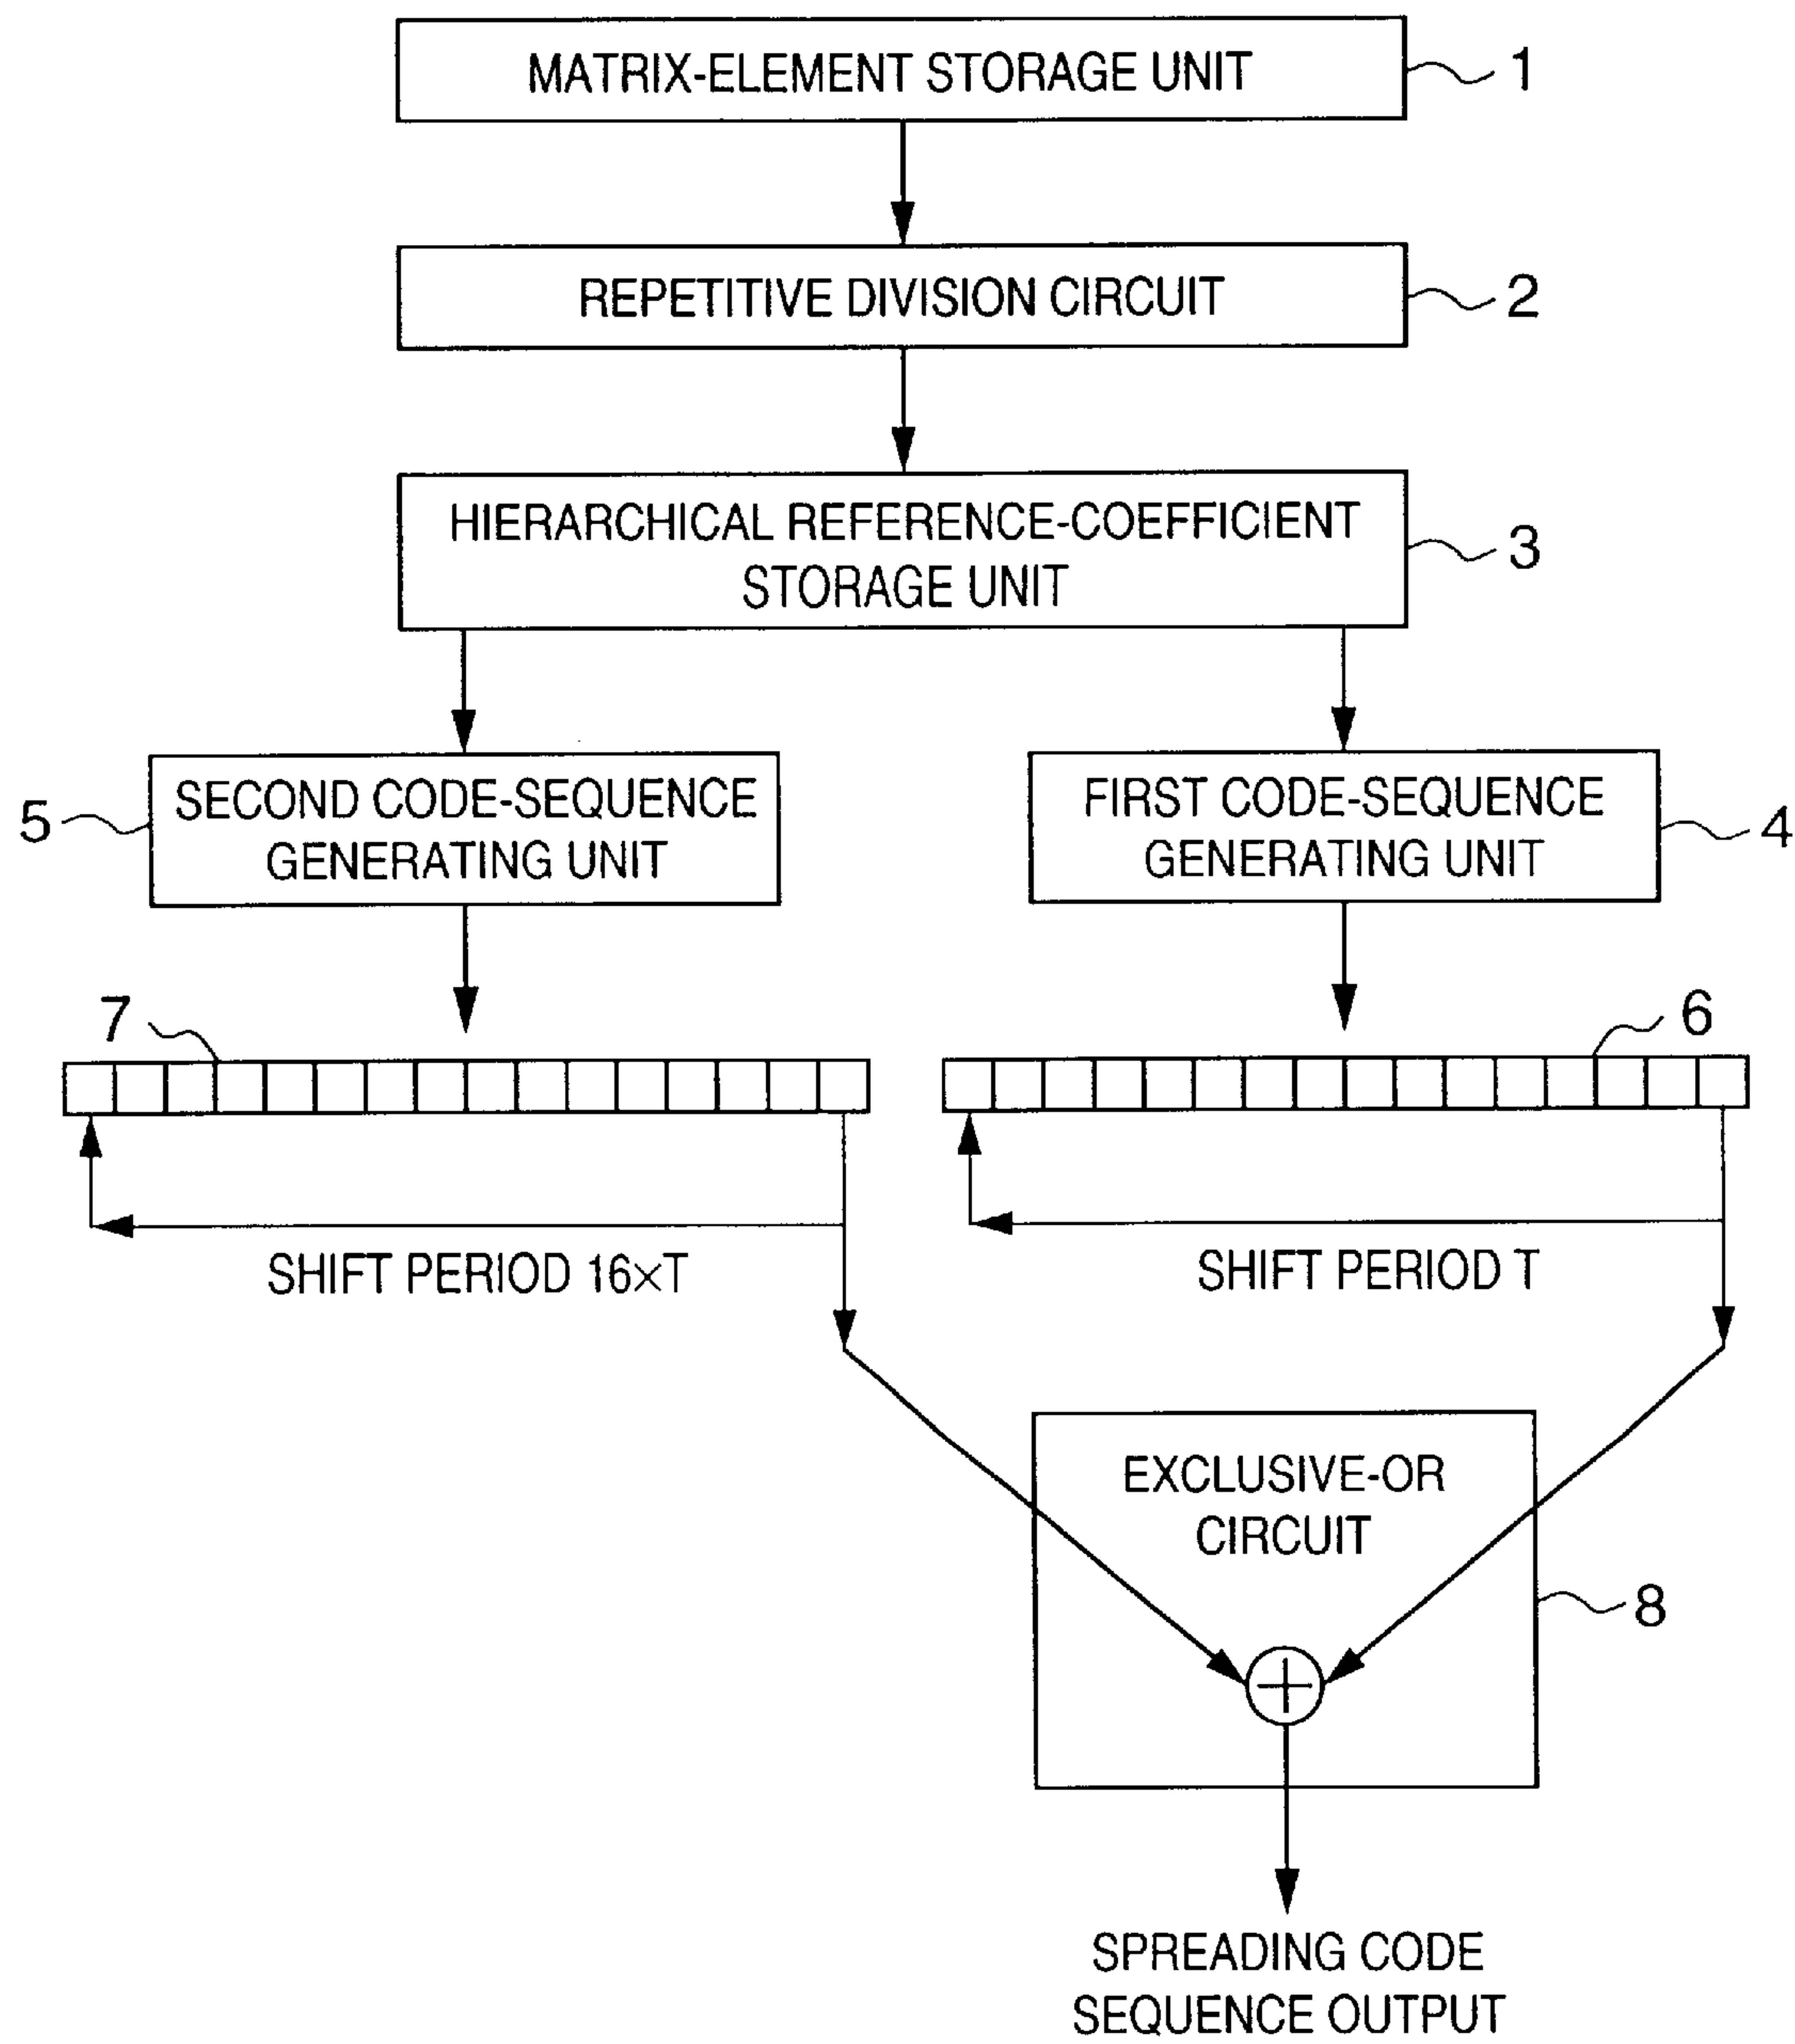 MATRIX-ELEMENT STORAGE UNIT
1
REPETITIVE DIVISION CIRCUIT
2
HIERARCHICAL REFERENCE-COEFFICIENT
STORAGE UNIT
3
5
SECOND CODE-SEQUENCE
GENERATING UNIT
FIRST CODE-SEQUENCE
GENERATING UNIT
4
7
6
SHIFT PERIOD 16×T
SHIFT PERIOD T
EXCLUSIVE-OR
CIRCUIT
8
SPREADING CODE
SEQUENCE OUTPUT